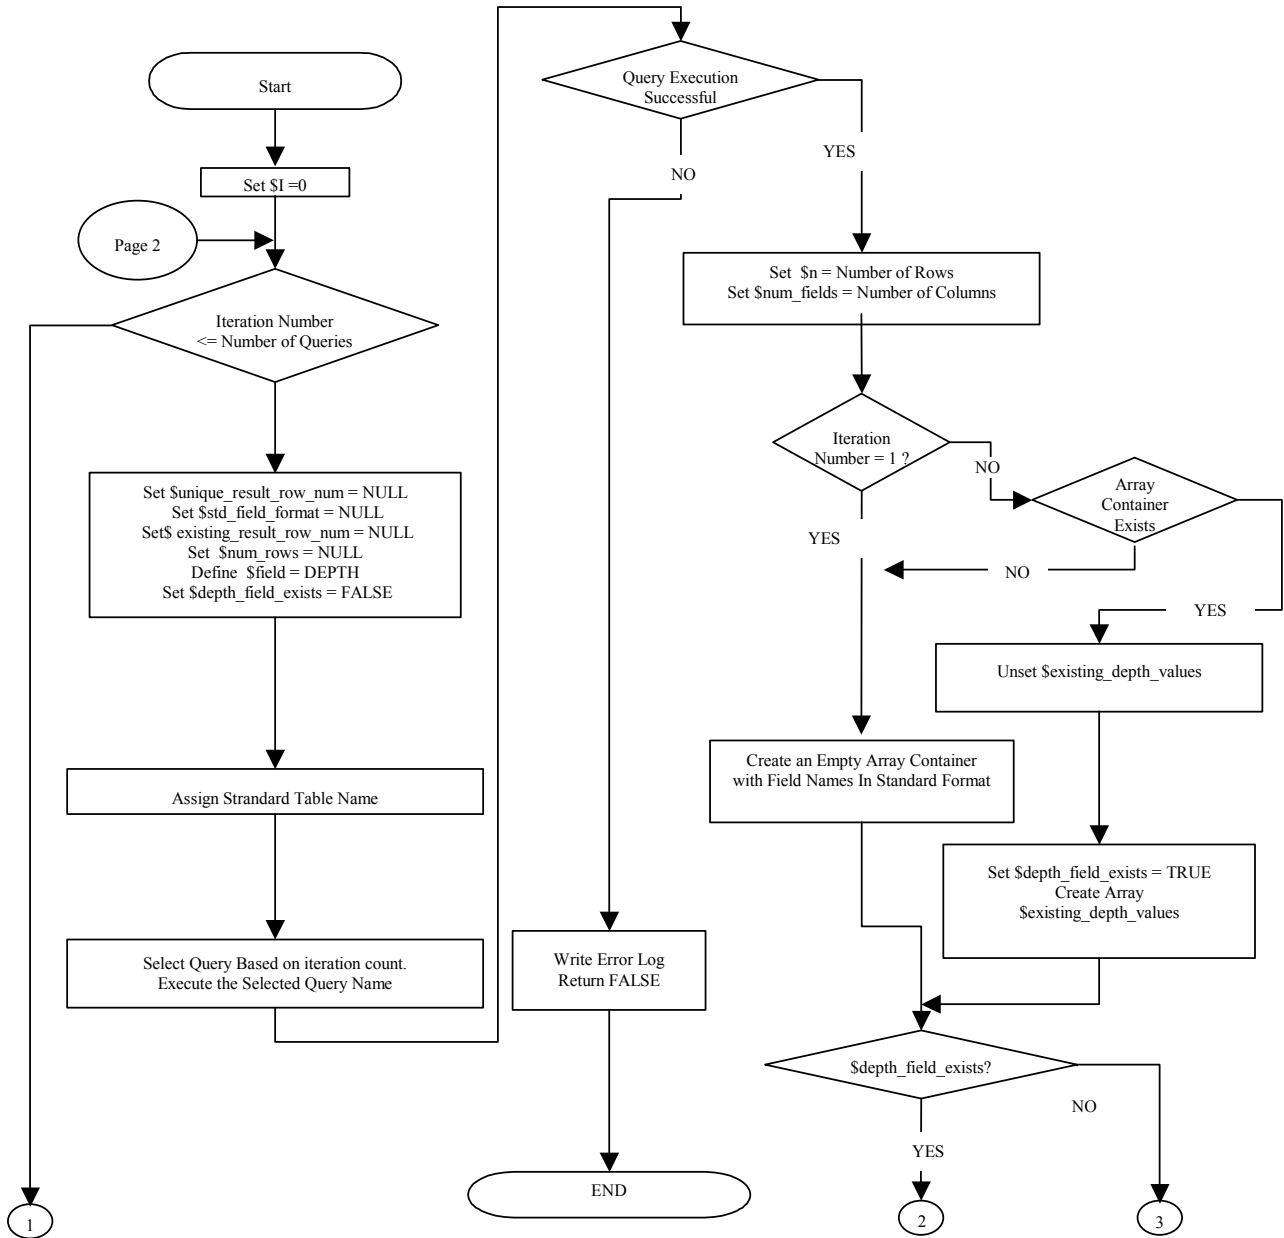 Start
Set $I =0
Page 2
Iteration Number
<= Number of Queries
Set $unique_result_row_num = NULL
Set $std_field_format = NULL
Set$ existing_result_row_num = NULL
Set $num_rows = NULL
Define $field = DEPTH
Set $depth_field_exists = FALSE
Assign Strandard Table Name
Select Query Based on iteration count.
Execute the Selected Query Name
1
Query Execution
Successful
NO
YES
Write Error Log
Return FALSE
END
Set $n = Number of Rows
Set $num_fields = Number of Columns
Iteration
Number = 1 ?
NO
YES
Array
Container
Exists
NO
YES
Unset $existing_depth_values
Create an Empty Array Container
with Field Names In Standard Format
Set $depth_field_exists = TRUE
Create Array
$existing_depth_values
$depth_field_exists?
NO
YES
2
3